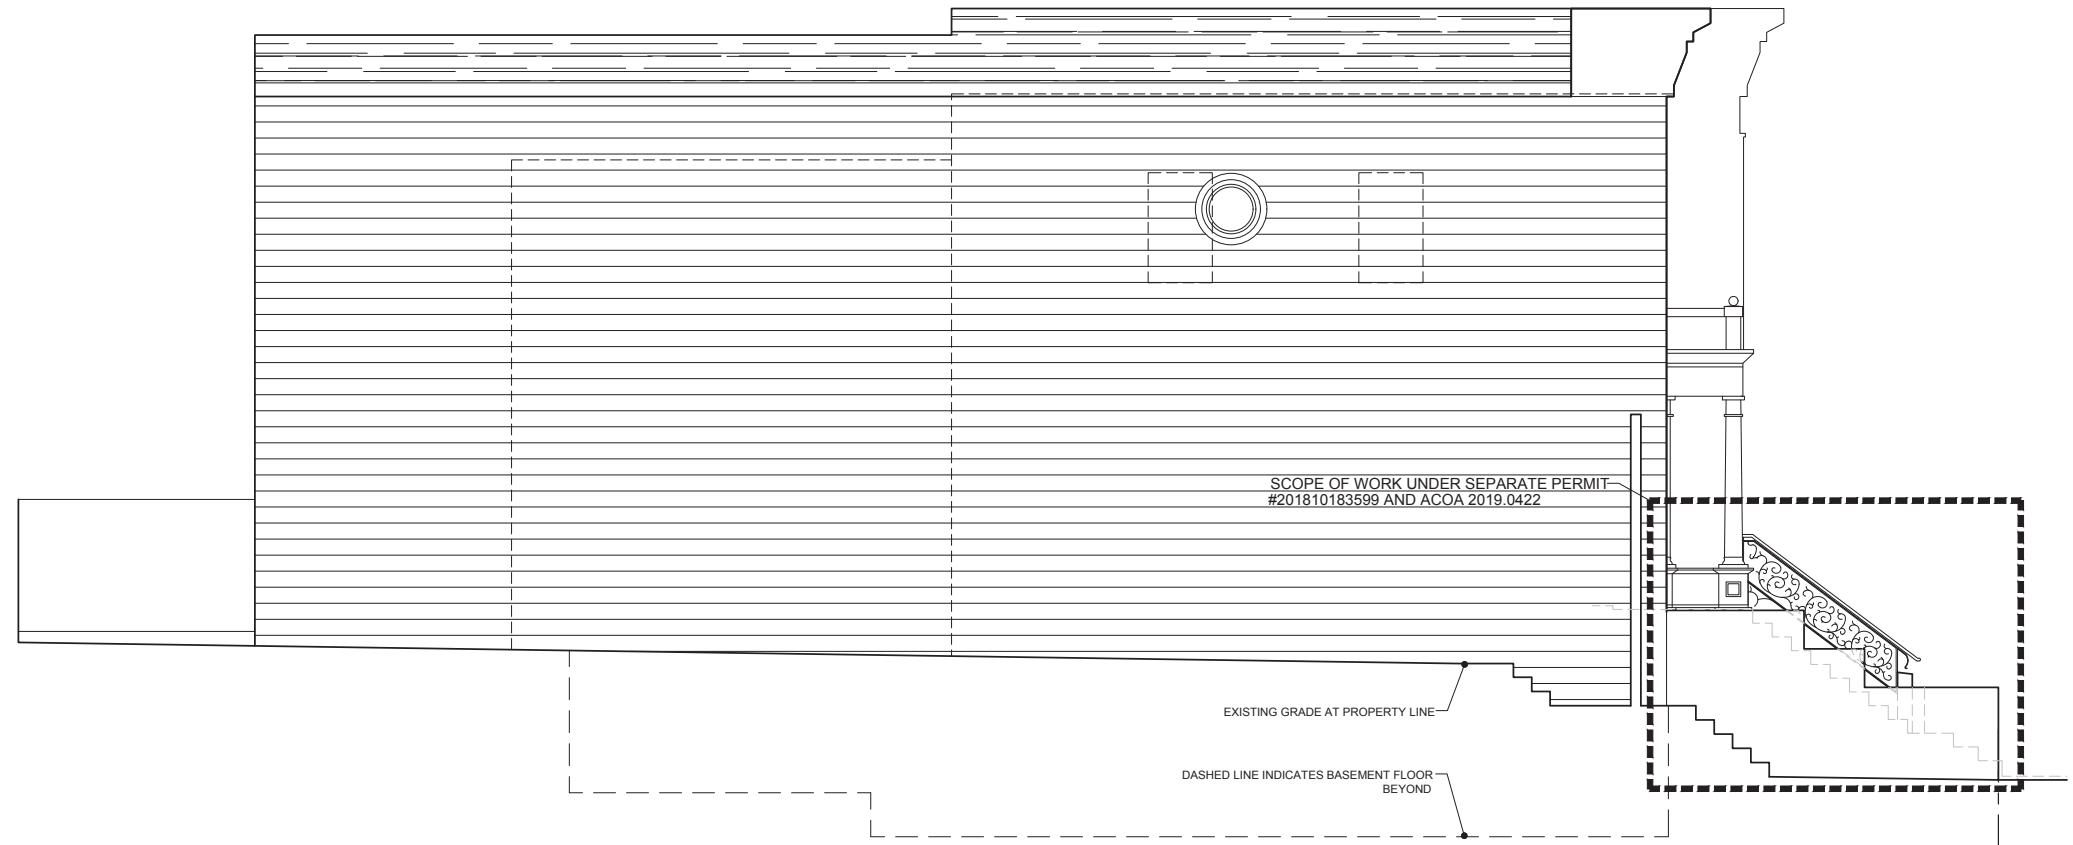 SCOPE OF WORK UNDER SEPARATE PERMIT
#201810183599 AND ACOA 2019.0422
EXISTING GRADE AT PROPERTY LINE
DASHED LINE INDICATES BASEMENT FLOOR
BEYOND